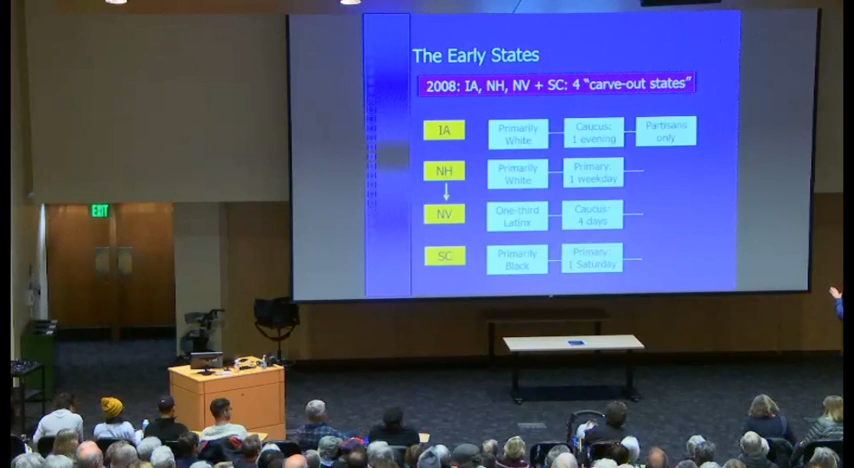 The Early States
2008: IA, NH, NV + SC: 4 “carve-out states”
IA
Primarily
White
Caucus:
1 evening
Partisans
only
NH
Primarily
White
Primary:
1 weekday
EXIT
NV
One-third
Latinx
Caucus:
4 days
SC
Primarily
Black
Primary:
1 Saturday